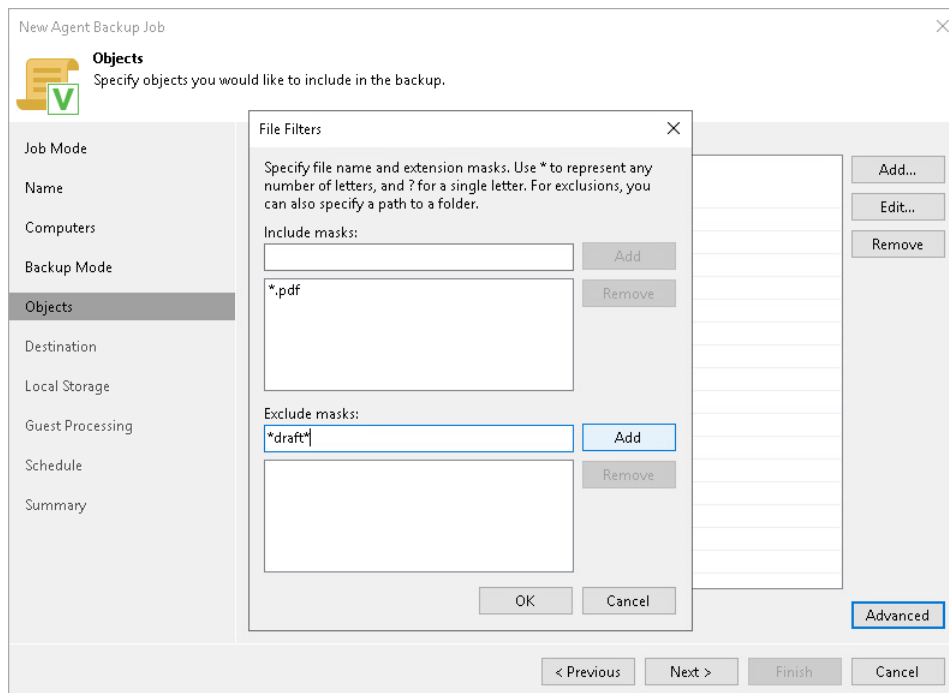 New Agent Backup Job
Objects
Specify objects you would like to include in the backup.
V
Job Mode
Name
Computers
Backup Mode
Objects
Destination
Local Storage
Guest Processing
Schedule
Summary
File Filters
Specify file name and extension masks. Use * to represent any
number of letters, and ? for a single letter. For exclusions, you
can also specify a path to a folder.
Include masks:
Add
*.pdf
Remove
Exclude masks:
*draft*
Add
Remove
OK
Cancel
Add...
Edit...
Remove
Advanced
< Previous
Next >
Finish
Cancel